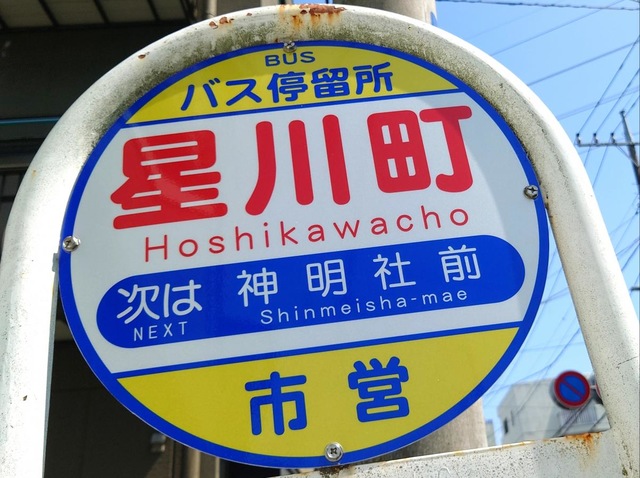 BUS
バス停留所
星川町
Hoshikawacho
次は 神明社前
NEXT Shinmeisha-mae
市営